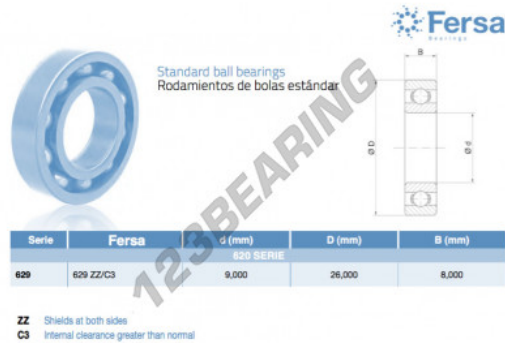 Fersa
Bearings
Standard ball bearings
Rodamientos de bolas estándar
B
Ø D
Ø d
123BEARING
Serie Fersa d (mm) D (mm) B (mm)
620 SERIE
629 629 ZZ/C3 9,000 26,000 8,000
ZZ Shields at both sides
C3 Internal clearance greater than normal